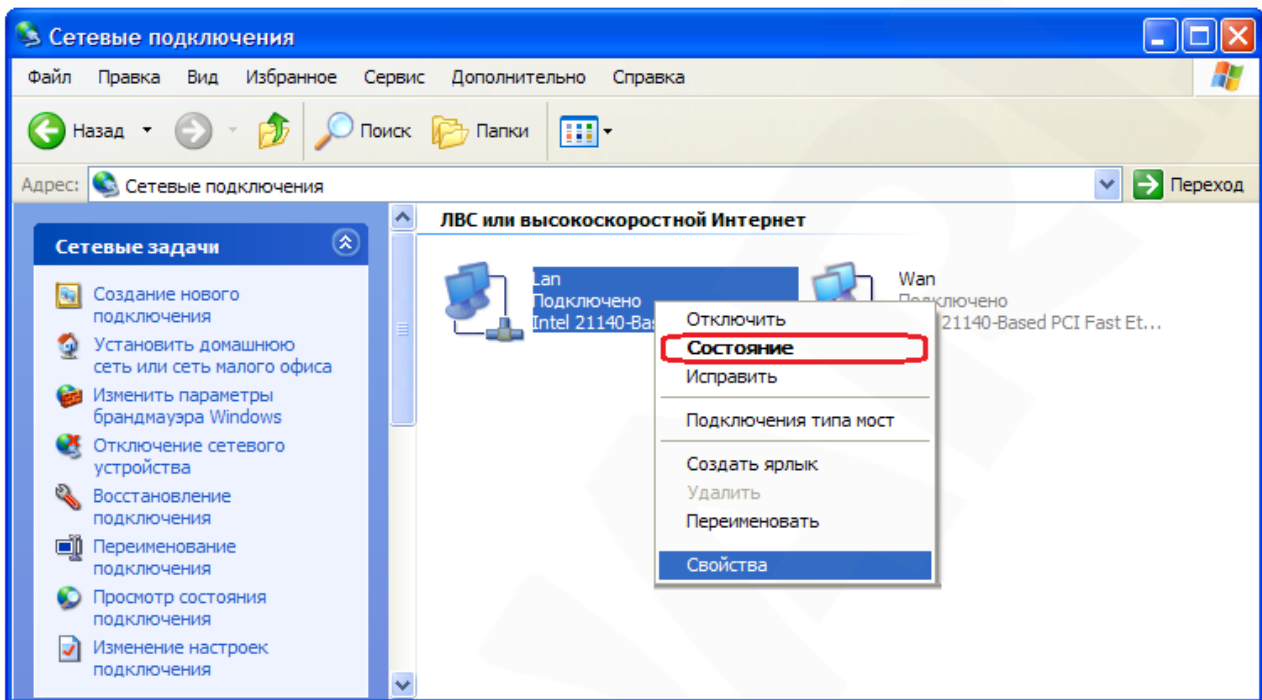 Сетевые подключения
Файл Правка Вид Избранное Сервис Дополнительно Справка
Назад Поиск Папки
Адрес: Сетевые подключения Переход
Сетевые задачи
Создание нового
подключения
Установить домашнюю
сеть или сеть малого офиса
Изменить параметры
брандмауэра Windows
Отключение сетевого
устройства
Восстановление
подключения
Переименование
подключения
Просмотр состояния
подключения
Изменение настроек
подключения
ЛВС или высокоскоростной Интернет
Lan
Подключено
Intel 21140-Ba
Wan
Подключено
21140-Based PCI Fast Et...
Отключить
Состояние
Исправить
Подключения типа мост
Создать ярлык
Удалить
Переименовать
Свойства